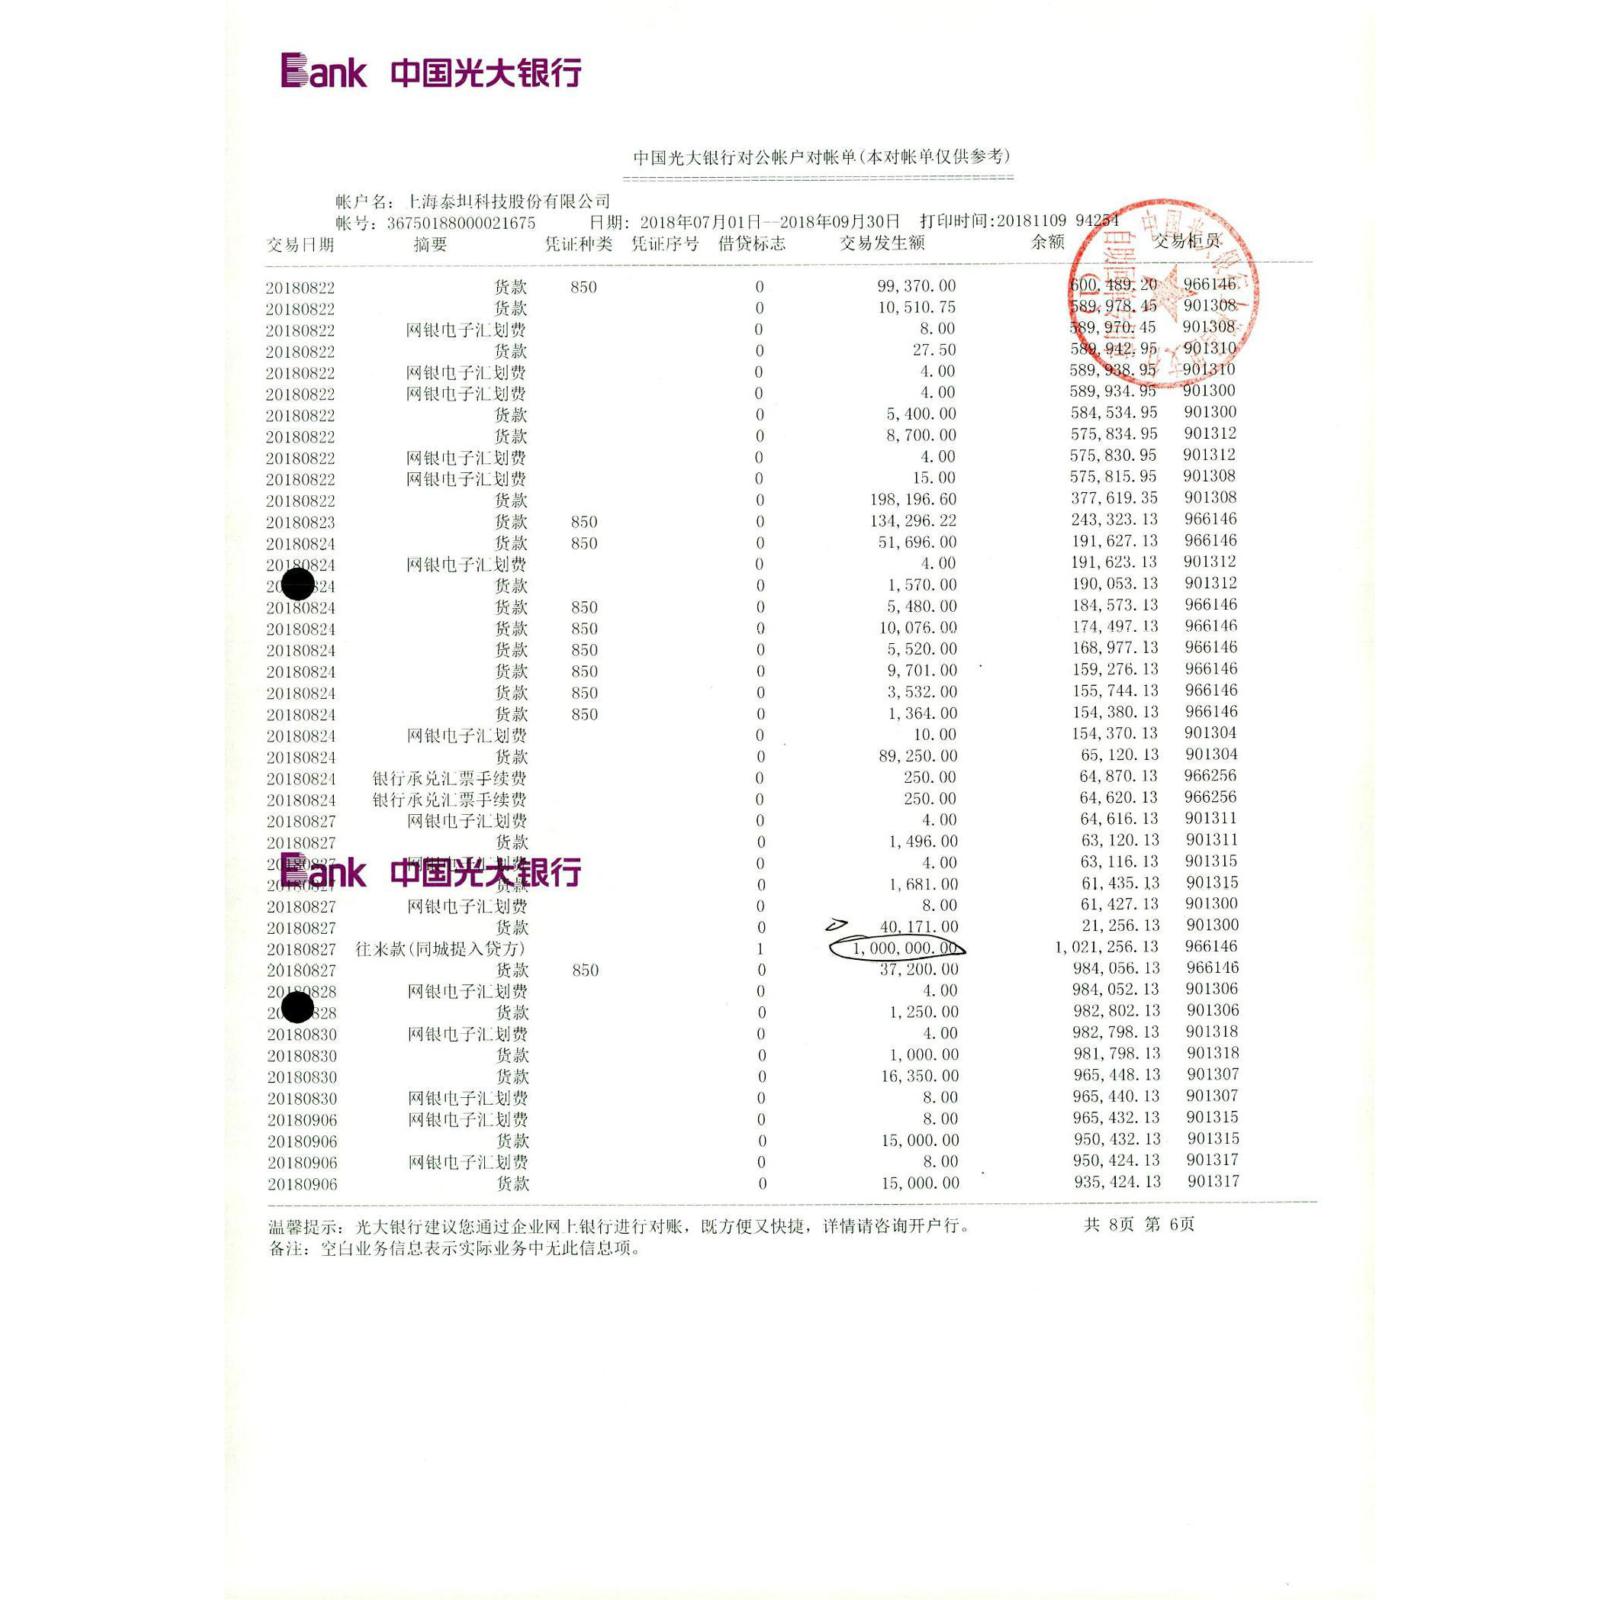 Bank 中国光大银行
中国光大银行对公帐户对帐单(本对帐单仅供参考)
帐户名：上海泰坦科技股份有限公司
帐号：36750188000021675 日期：2018年07月01日--2018年09月30日 打印时间:20181109 94254
交易日期 摘要 凭证种类 凭证序号 借贷标志 交易发生额 余额 交易柜员
20180822 货款 850 0 99,370.00 600,489.20 966146
20180822 货款 0 10,510.75 589,978.45 901308
20180822 网银电子汇划费 0 8.00 589,970.45 901308
20180822 货款 0 27.50 589,942.95 901310
20180822 网银电子汇划费 0 4.00 589,938.95 901310
20180822 网银电子汇划费 0 4.00 589,934.95 901300
20180822 货款 0 5,400.00 584,534.95 901300
20180822 货款 0 8,700.00 575,834.95 901312
20180822 网银电子汇划费 0 4.00 575,830.95 901312
20180822 网银电子汇划费 0 15.00 575,815.95 901308
20180822 货款 0 198,196.60 377,619.35 901308
20180823 货款 850 0 134,296.22 243,323.13 966146
20180824 货款 850 0 51,696.00 191,627.13 966146
20180824 网银电子汇划费 0 4.00 191,623.13 901312
20180824 货款 0 1,570.00 190,053.13 901312
20180824 货款 850 0 5,480.00 184,573.13 966146
20180824 货款 850 0 10,076.00 174,497.13 966146
20180824 货款 850 0 5,520.00 168,977.13 966146
20180824 货款 850 0 9,701.00 159,276.13 966146
20180824 货款 850 0 3,532.00 155,744.13 966146
20180824 货款 850 0 1,364.00 154,380.13 966146
20180824 网银电子汇划费 0 10.00 154,370.13 901304
20180824 货款 0 89,250.00 65,120.13 901304
20180824 银行承兑汇票手续费 0 250.00 64,870.13 966256
20180824 银行承兑汇票手续费 0 250.00 64,620.13 966256
20180827 网银电子汇划费 0 4.00 64,616.13 901311
20180827 货款 0 1,496.00 63,120.13 901311
20180827 网银电子汇划费 0 4.00 63,116.13 901315
Bank 中国光大银行
20180827 货款 0 1,681.00 61,435.13 901315
20180827 网银电子汇划费 0 8.00 61,427.13 901300
20180827 货款 0 40,171.00 21,256.13 901300
20180827 往来款(同城提入贷方) 1 1,000,000.00 1,021,256.13 966146
20180827 货款 850 0 37,200.00 984,056.13 966146
20180828 网银电子汇划费 0 4.00 984,052.13 901306
20180828 货款 0 1,250.00 982,802.13 901306
20180830 网银电子汇划费 0 4.00 982,798.13 901318
20180830 货款 0 1,000.00 981,798.13 901318
20180830 货款 0 16,350.00 965,448.13 901307
20180830 网银电子汇划费 0 8.00 965,440.13 901307
20180906 网银电子汇划费 0 8.00 965,432.13 901315
20180906 货款 0 15,000.00 950,432.13 901315
20180906 网银电子汇划费 0 8.00 950,424.13 901317
20180906 货款 0 15,000.00 935,424.13 901317
温馨提示：光大银行建议您通过企业网上银行进行对账，既方便又快捷，详情请咨询开户行。 共 8页 第 6页
备注：空白业务信息表示实际业务中无此信息项。